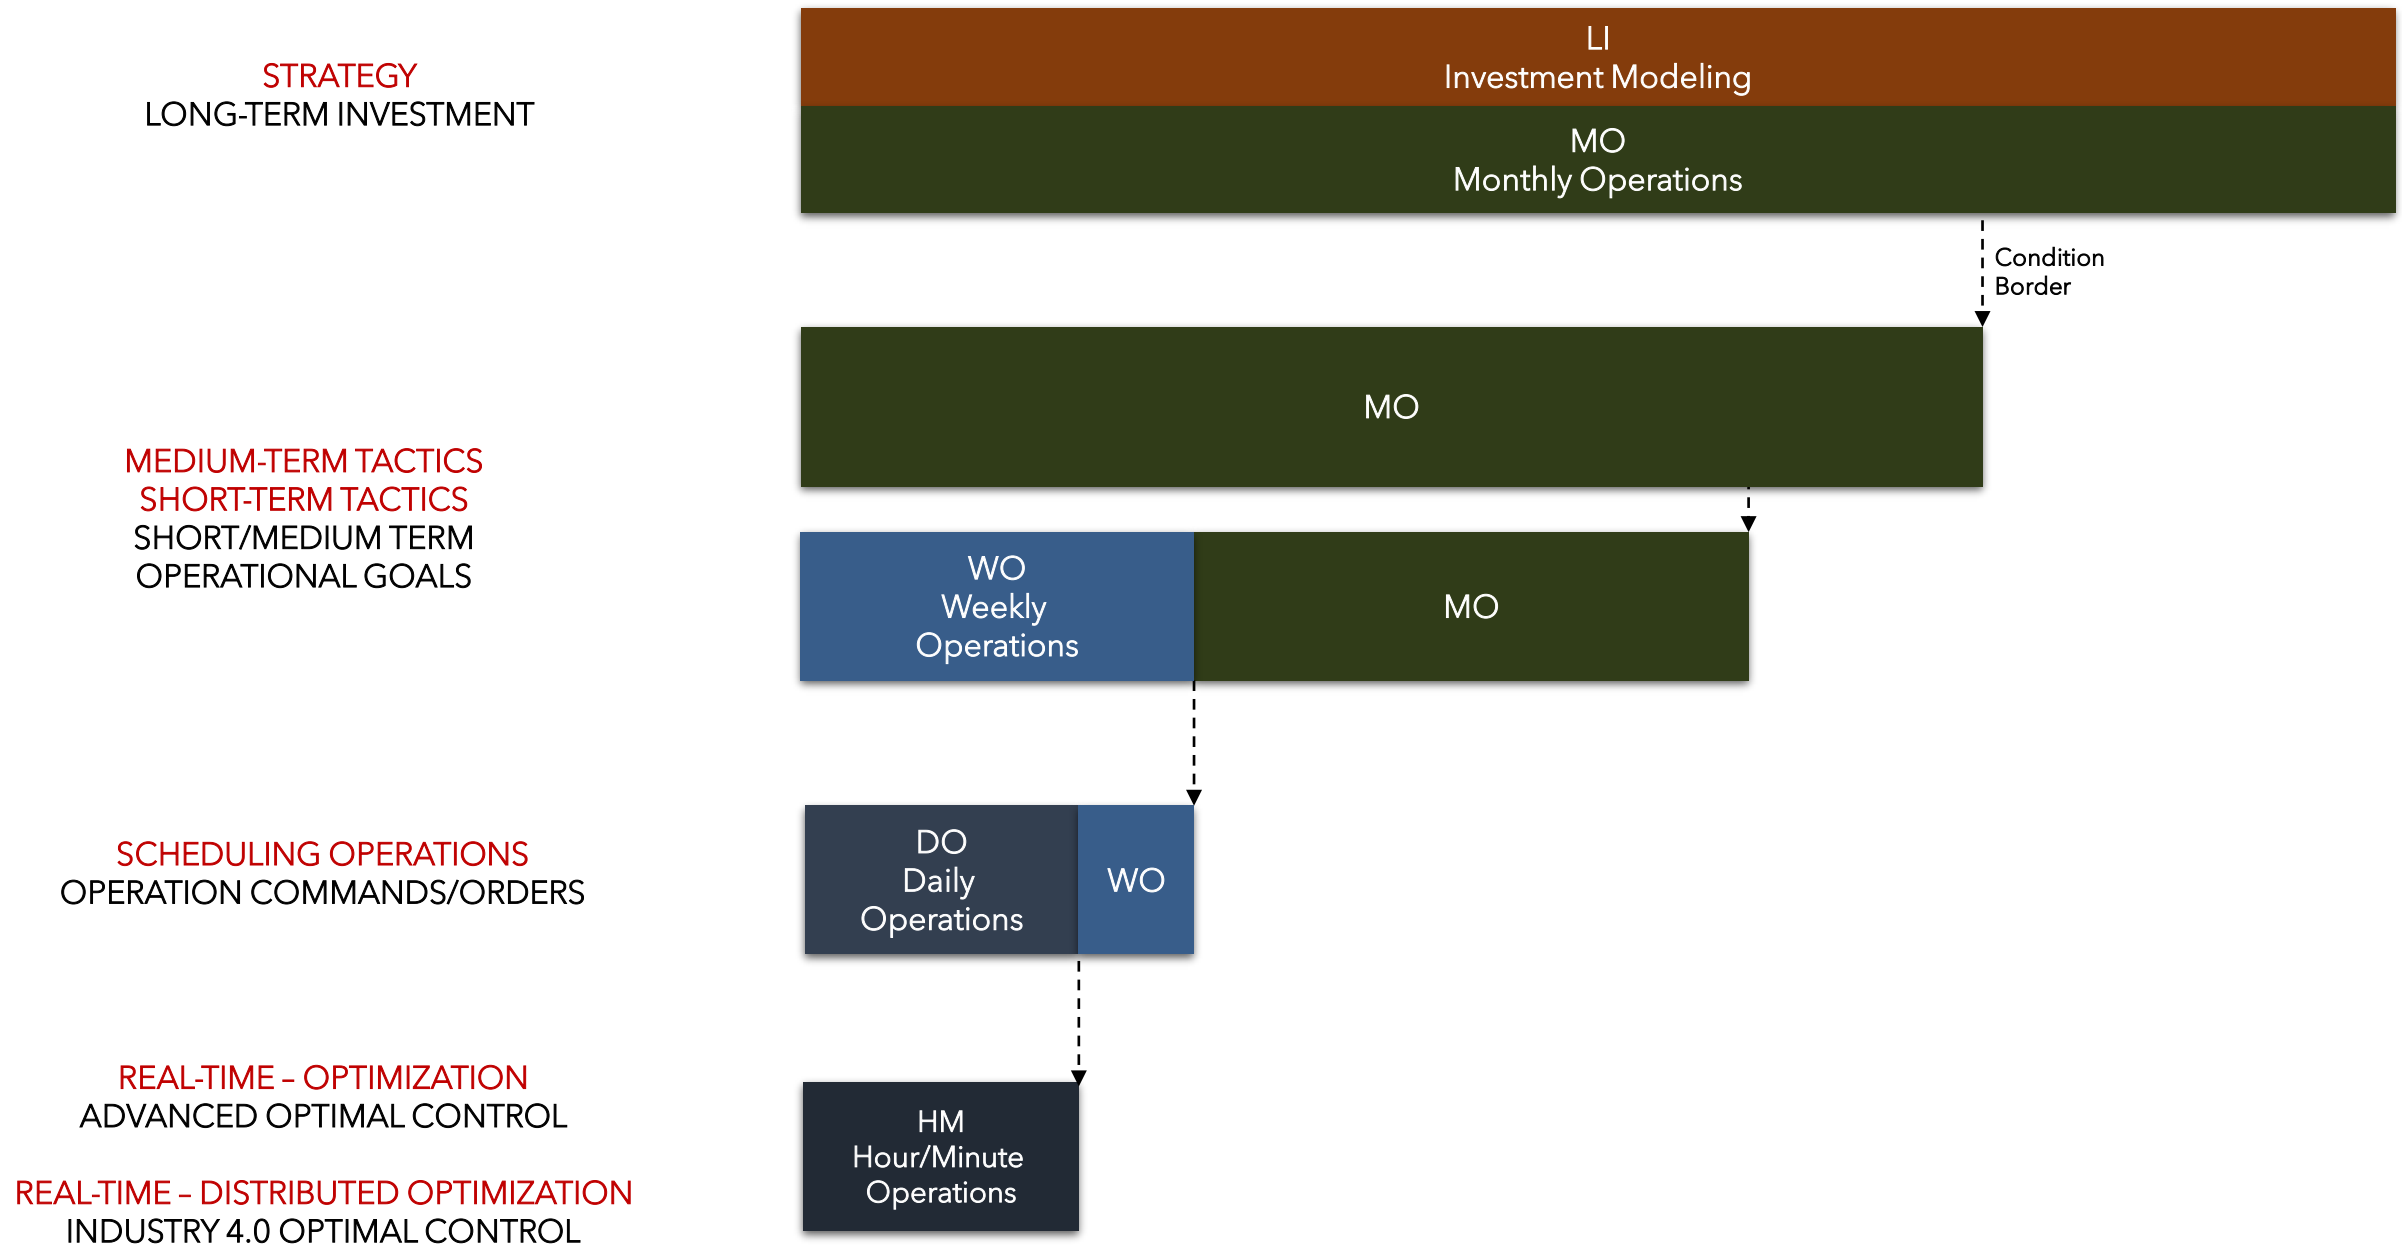 STRATEGY
LONG-TERM INVESTMENT
LI
Investment Modeling
MO
Monthly Operations
Condition
Border
MO
MEDIUM-TERM TACTICS
SHORT-TERM TACTICS
SHORT/MEDIUM TERM
OPERATIONAL GOALS
WO
Weekly
Operations
MO
SCHEDULING OPERATIONS
OPERATION COMMANDS/ORDERS
DO
Daily
Operations
WO
REAL-TIME – OPTIMIZATION
ADVANCED OPTIMAL CONTROL
REAL-TIME – DISTRIBUTED OPTIMIZATION
INDUSTRY 4.0 OPTIMAL CONTROL
HM
Hour/Minute
Operations